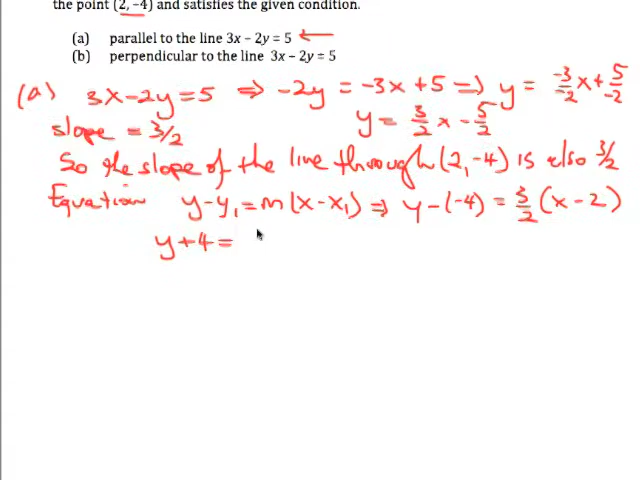 the point (2, -4) and satisfies the given condition.
(a) parallel to the line 3x – 2y = 5 ←
(b) perpendicular to the line 3x – 2y = 5
(a) 3x-2y=5 ⇒ -2y = -3x +5 ⇒ y = -3/-2 x + 5/-2
y = 3/2 x - 5/2
slope = 3/2
So the slope of the line through (2, -4) is also 3/2
Equation y-y₁=m(x-x₁) ⇒ y-(-4) = 3/2 (x-2)
y+4=